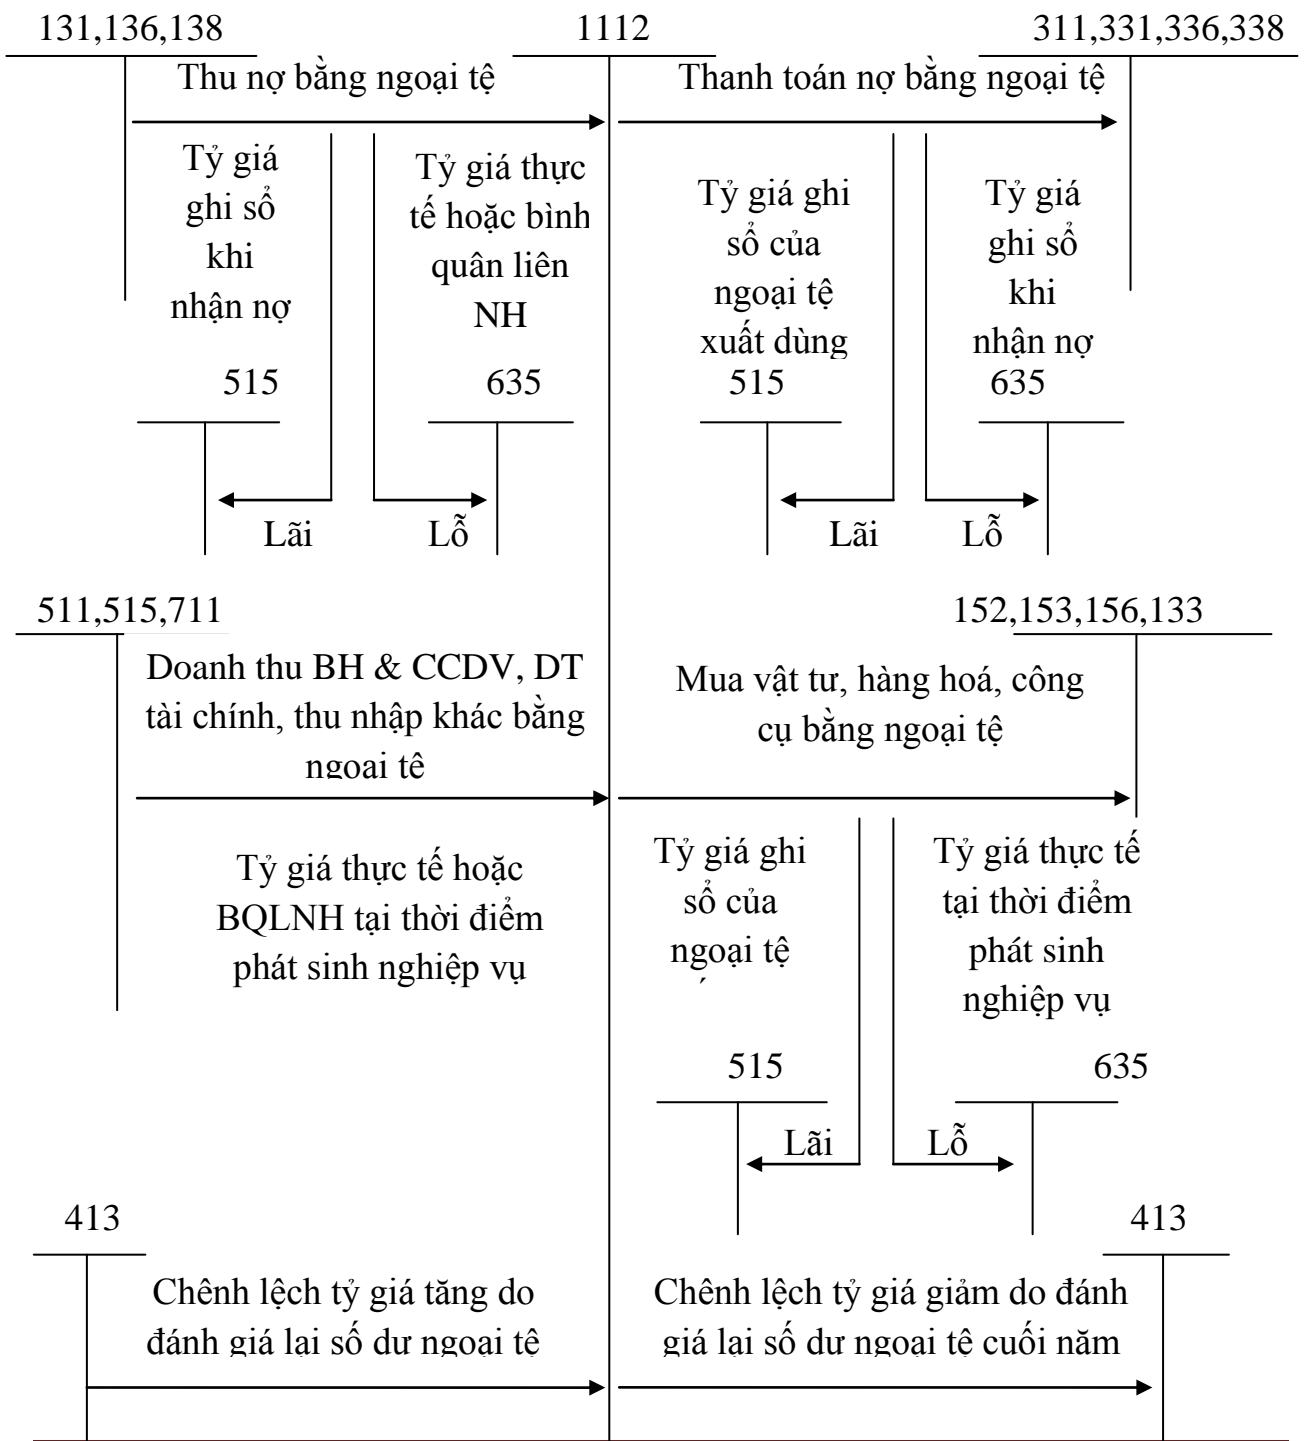 131,136,138
1112
311,331,336,338
Thu nợ bằng ngoại tệ
Thanh toán nợ bằng ngoại tệ
Tỷ giá
ghi sổ
khi
nhận nợ
Tỷ giá thực
tế hoặc bình
quân liên
NH
Tỷ giá ghi
sổ của
ngoại tệ
xuất dùng
Tỷ giá
ghi sổ
khi
nhận nợ
515
635
515
635
Lãi
Lỗ
Lãi
Lỗ
511,515,711
152,153,156,133
Doanh thu BH & CCDV, DT
tài chính, thu nhập khác bằng
ngoại tệ
Mua vật tư, hàng hoá, công
cụ bằng ngoại tệ
Tỷ giá thực tế hoặc
BQLNH tại thời điểm
phát sinh nghiệp vụ
Tỷ giá ghi
sổ của
ngoại tệ
Tỷ giá thực tế
tại thời điểm
phát sinh
nghiệp vụ
515
635
Lãi
Lỗ
413
413
Chênh lệch tỷ giá tăng do
đánh giá lại số dư ngoại tệ
Chênh lệch tỷ giá giảm do đánh
giá lại số dư ngoại tệ cuối năm